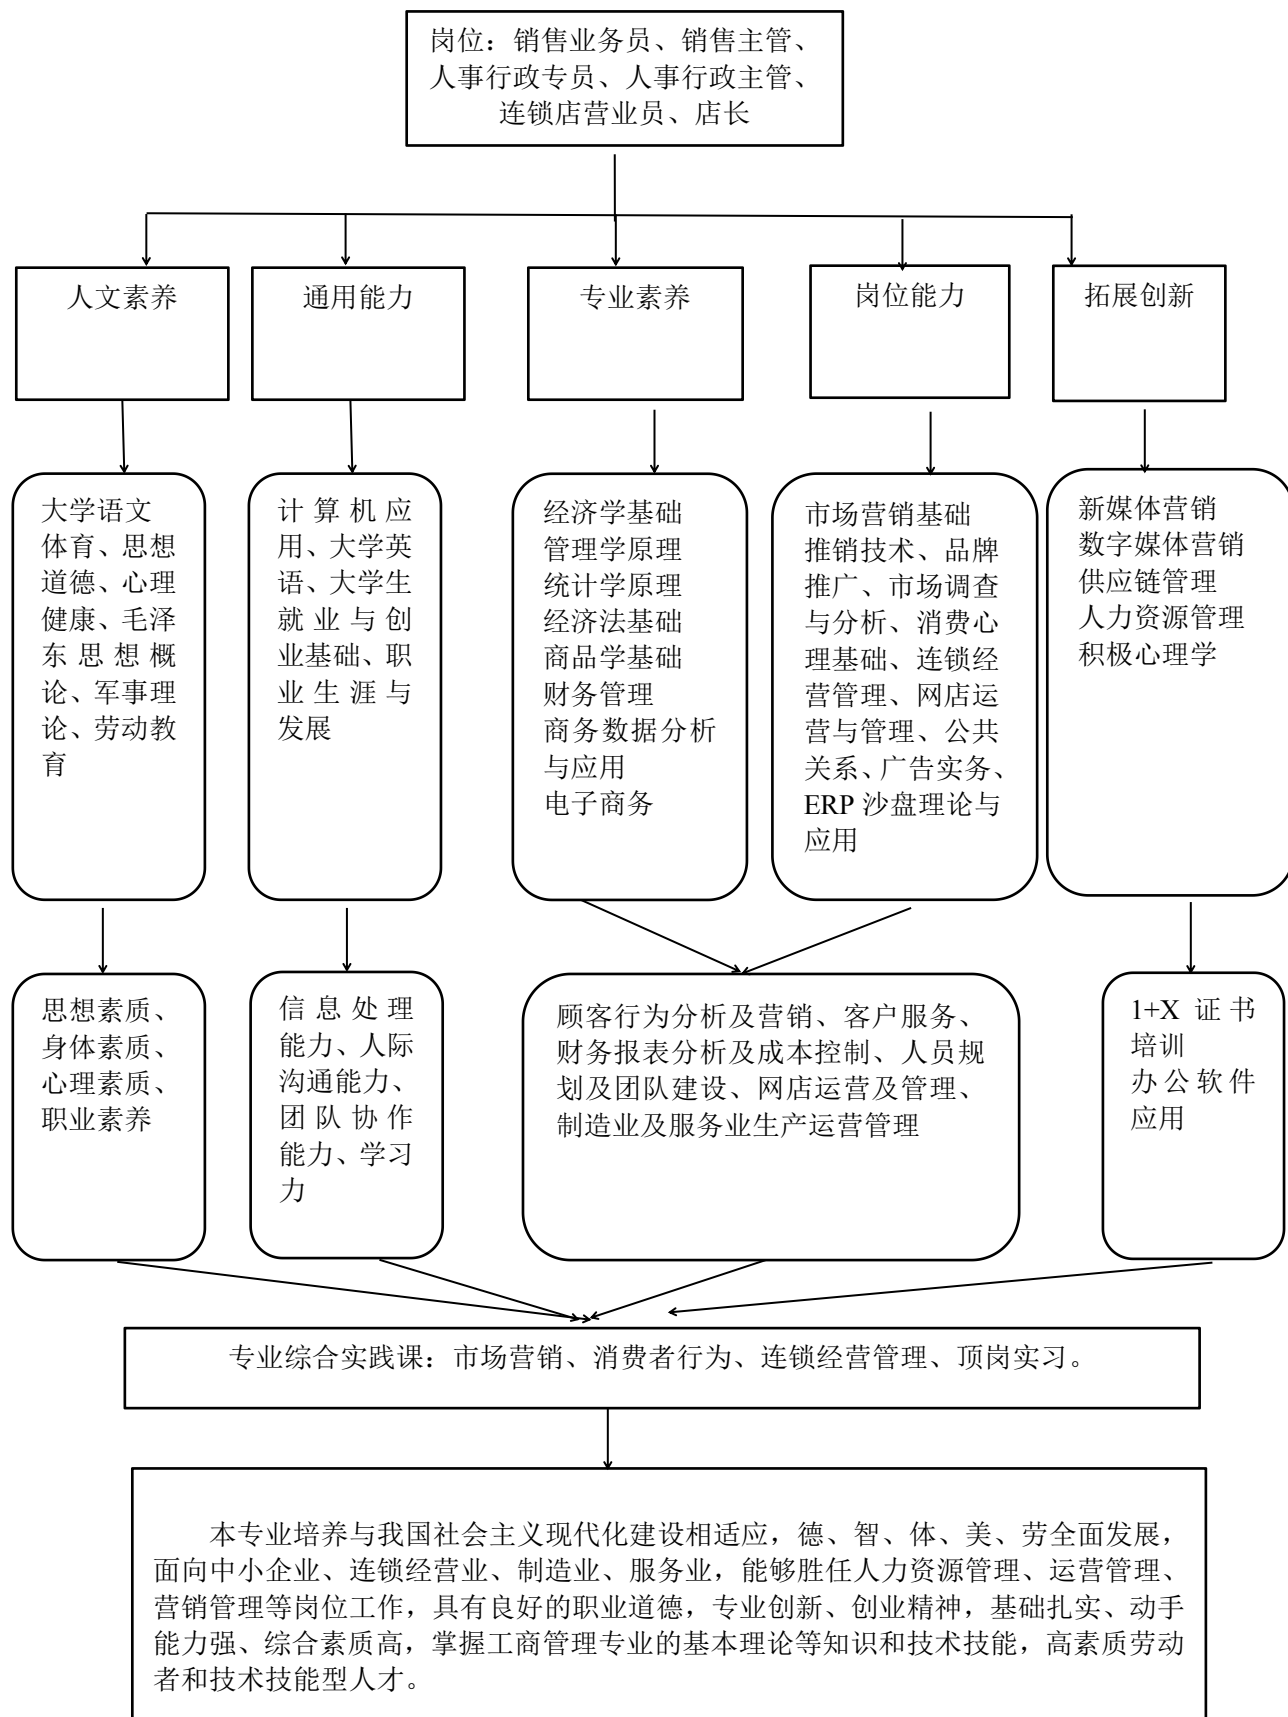 岗位：销售业务员、销售主管、
人事行政专员、人事行政主管、
连锁店营业员、店长
人文素养
通用能力
专业素养
岗位能力
拓展创新
大学语文
体育、思想
道德、心理
健康、毛泽
东思想概
论、军事理
论、劳动教
育
计算机应
用、大学英
语、大学生
就业与创
业基础、职
业生涯与
发展
经济学基础
管理学原理
统计学原理
经济法基础
商品学基础
财务管理
商务数据分析
与应用
电子商务
市场营销基础
推销技术、品牌
推广、市场调查
与分析、消费心
理基础、连锁经
营管理、网店运
营与管理、公共
关系、广告实务、
ERP 沙盘理论与
应用
新媒体营销
数字媒体营销
供应链管理
人力资源管理
积极心理学
思想素质、
身体素质、
心理素质、
职业素养
信息处理
能力、人际
沟通能力、
团队协作
能力、学习
力
顾客行为分析及营销、客户服务、
财务报表分析及成本控制、人员规
划及团队建设、网店运营及管理、
制造业及服务业生产运营管理
1+X 证书
培训
办公软件
应用
专业综合实践课：市场营销、消费者行为、连锁经营管理、顶岗实习。
本专业培养与我国社会主义现代化建设相适应，德、智、体、美、劳全面发展，
面向中小企业、连锁经营业、制造业、服务业，能够胜任人力资源管理、运营管理、
营销管理等岗位工作，具有良好的职业道德，专业创新、创业精神，基础扎实、动手
能力强、综合素质高，掌握工商管理专业的基本理论等知识和技术技能，高素质劳动
者和技术技能型人才。